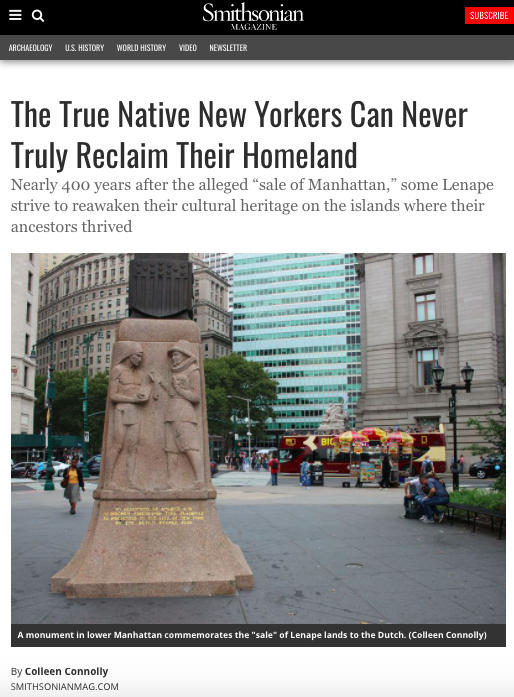 Smithsonian
MAGAZINE
SUBSCRIBE
ARCHAEOLOGY U.S. HISTORY WORLD HISTORY VIDEO NEWSLETTER
The True Native New Yorkers Can Never
Truly Reclaim Their Homeland
Nearly 400 years after the alleged “sale of Manhattan,” some Lenape
strive to reawaken their cultural heritage on the islands where their
ancestors thrived
BIG
A monument in lower Manhattan commemorates the "sale" of Lenape lands to the Dutch. (Colleen Connolly)
By Colleen Connolly
SMITHSONIANMAG.COM